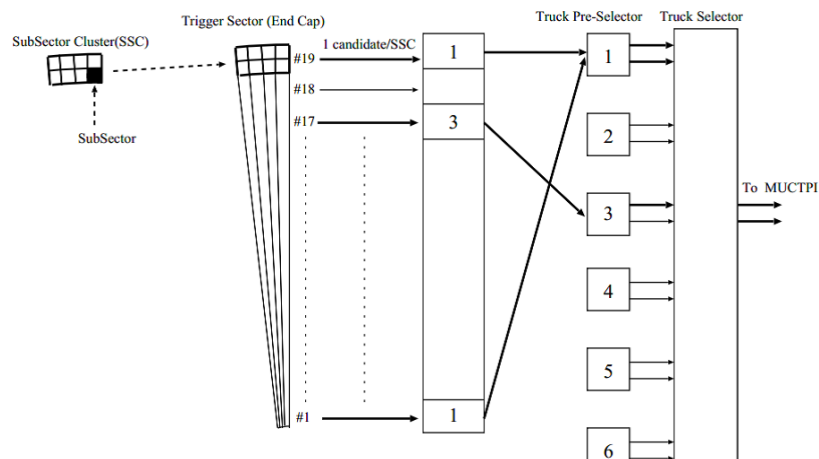 Trigger Sector (End Cap)
Truck Pre-Selector
Truck Selector
SubSector Cluster(SSC)
1 candidate/SSC
#19
1
1
#18
#17
3
2
SubSector
To MUCTPI
3
4
5
#1
1
6